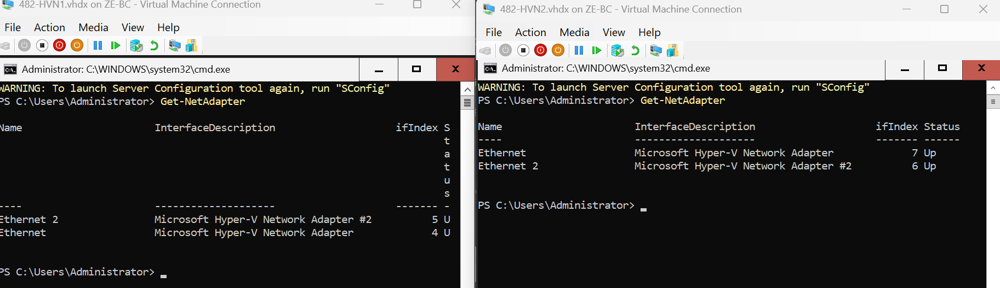 482-HVN1.vhdx on ZE-BC - Virtual Machine Connection
File Action Media View Help
Administrator: C:\WINDOWS\system32\cmd.exe
WARNING: To launch Server Configuration tool again, run "SConfig"
PS C:\Users\Administrator> Get-NetAdapter
Name InterfaceDescription ifIndex S
t
a
t
u
s
---- -------------------- ------- -
Ethernet 2 Microsoft Hyper-V Network Adapter #2 5 U
Ethernet Microsoft Hyper-V Network Adapter 4 U
PS C:\Users\Administrator>
482-HVN2.vhdx on ZE-BC - Virtual Machine Connection
File Action Media View Help
Administrator: C:\WINDOWS\system32\cmd.exe
WARNING: To launch Server Configuration tool again, run "SConfig"
PS C:\Users\Administrator> Get-NetAdapter
Name InterfaceDescription ifIndex Status
---- -------------------- ------- ------
Ethernet Microsoft Hyper-V Network Adapter 7 Up
Ethernet 2 Microsoft Hyper-V Network Adapter #2 6 Up
PS C:\Users\Administrator>